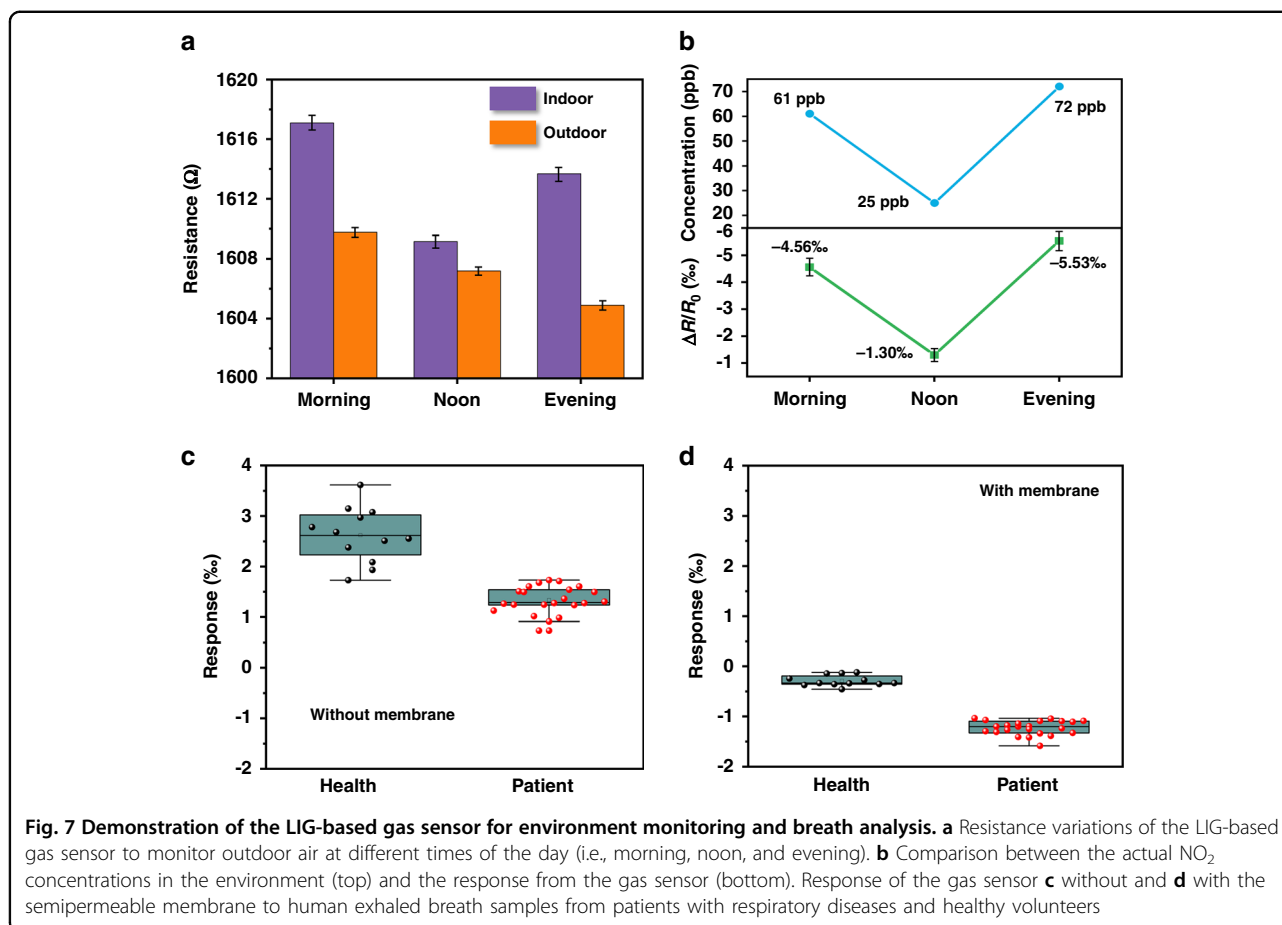 a
1620
1616
1612
1608
1604
1600
Resistance (Ω)
Indoor
Outdoor
Morning
Noon
Evening
b
70
60
50
40
30
20
Concentration (ppb)
61 ppb
25 ppb
72 ppb
-6
-5
-4
-3
-2
-1
ΔR/R₀ (‰)
−4.56‰
−1.30‰
−5.53‰
Morning
Noon
Evening
c
4
3
2
1
0
-1
-2
Response (‰)
Without membrane
Health
Patient
d
4
3
2
1
0
-1
-2
Response (‰)
With membrane
Health
Patient
Fig. 7 Demonstration of the LIG-based gas sensor for environment monitoring and breath analysis. a Resistance variations of the LIG-based
gas sensor to monitor outdoor air at different times of the day (i.e., morning, noon, and evening). b Comparison between the actual NO₂
concentrations in the environment (top) and the response from the gas sensor (bottom). Response of the gas sensor c without and d with the
semipermeable membrane to human exhaled breath samples from patients with respiratory diseases and healthy volunteers